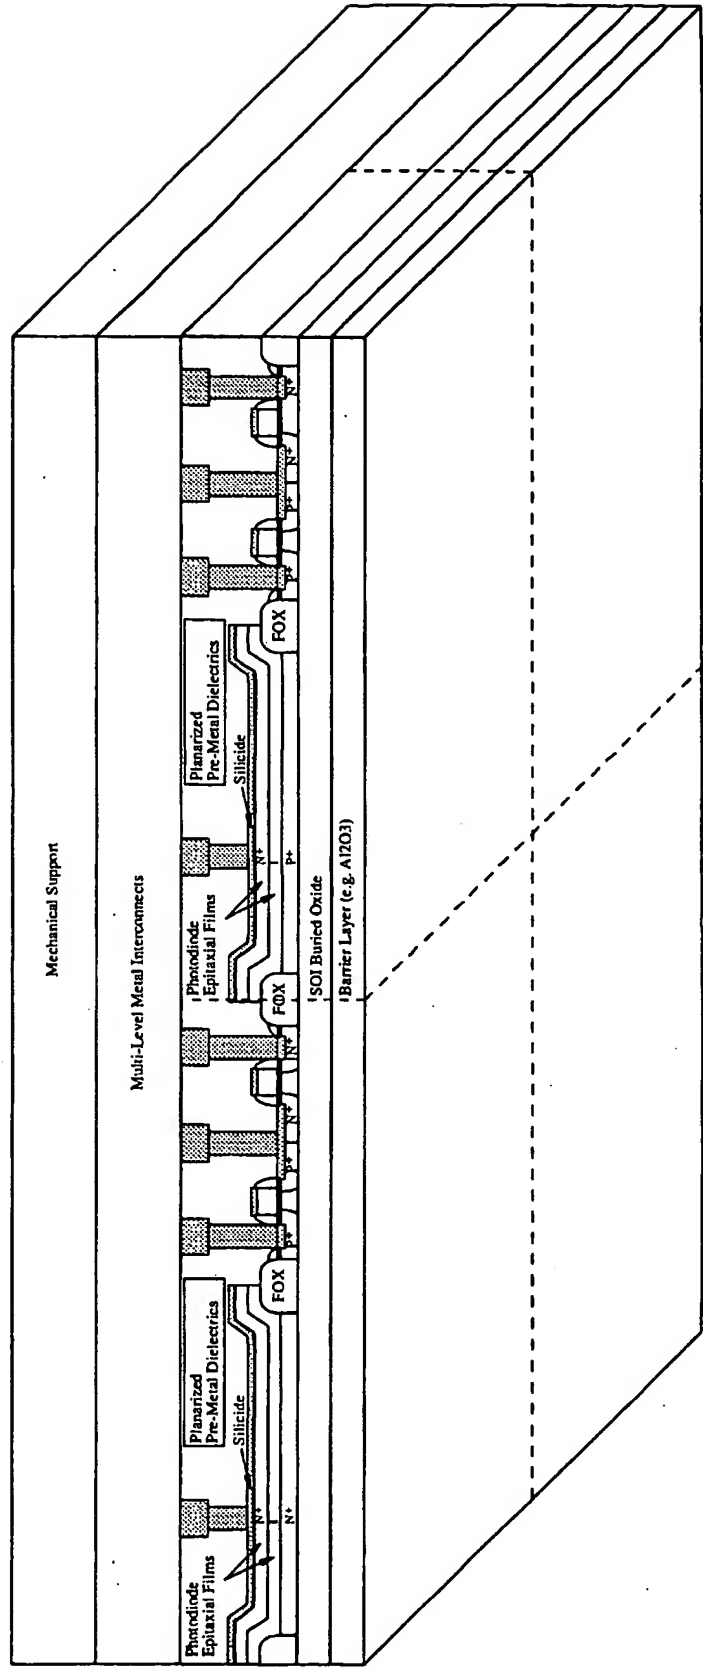 Mechanical Support
Multi-Level Metal Interconnects
Photodiode
Epitaxial Films
Planarized
Pre-Metal Dielectrics
Silicide
N+
I
N+
FOX
P+
P+
N+
N+
FOX
Photodiode
Epitaxial Films
Planarized
Pre-Metal Dielectrics
Silicide
N+
I
P+
FOX
P+
P+
N+
N+
SOI Buried Oxide
Barrier Layer (e.g. Al2O3)